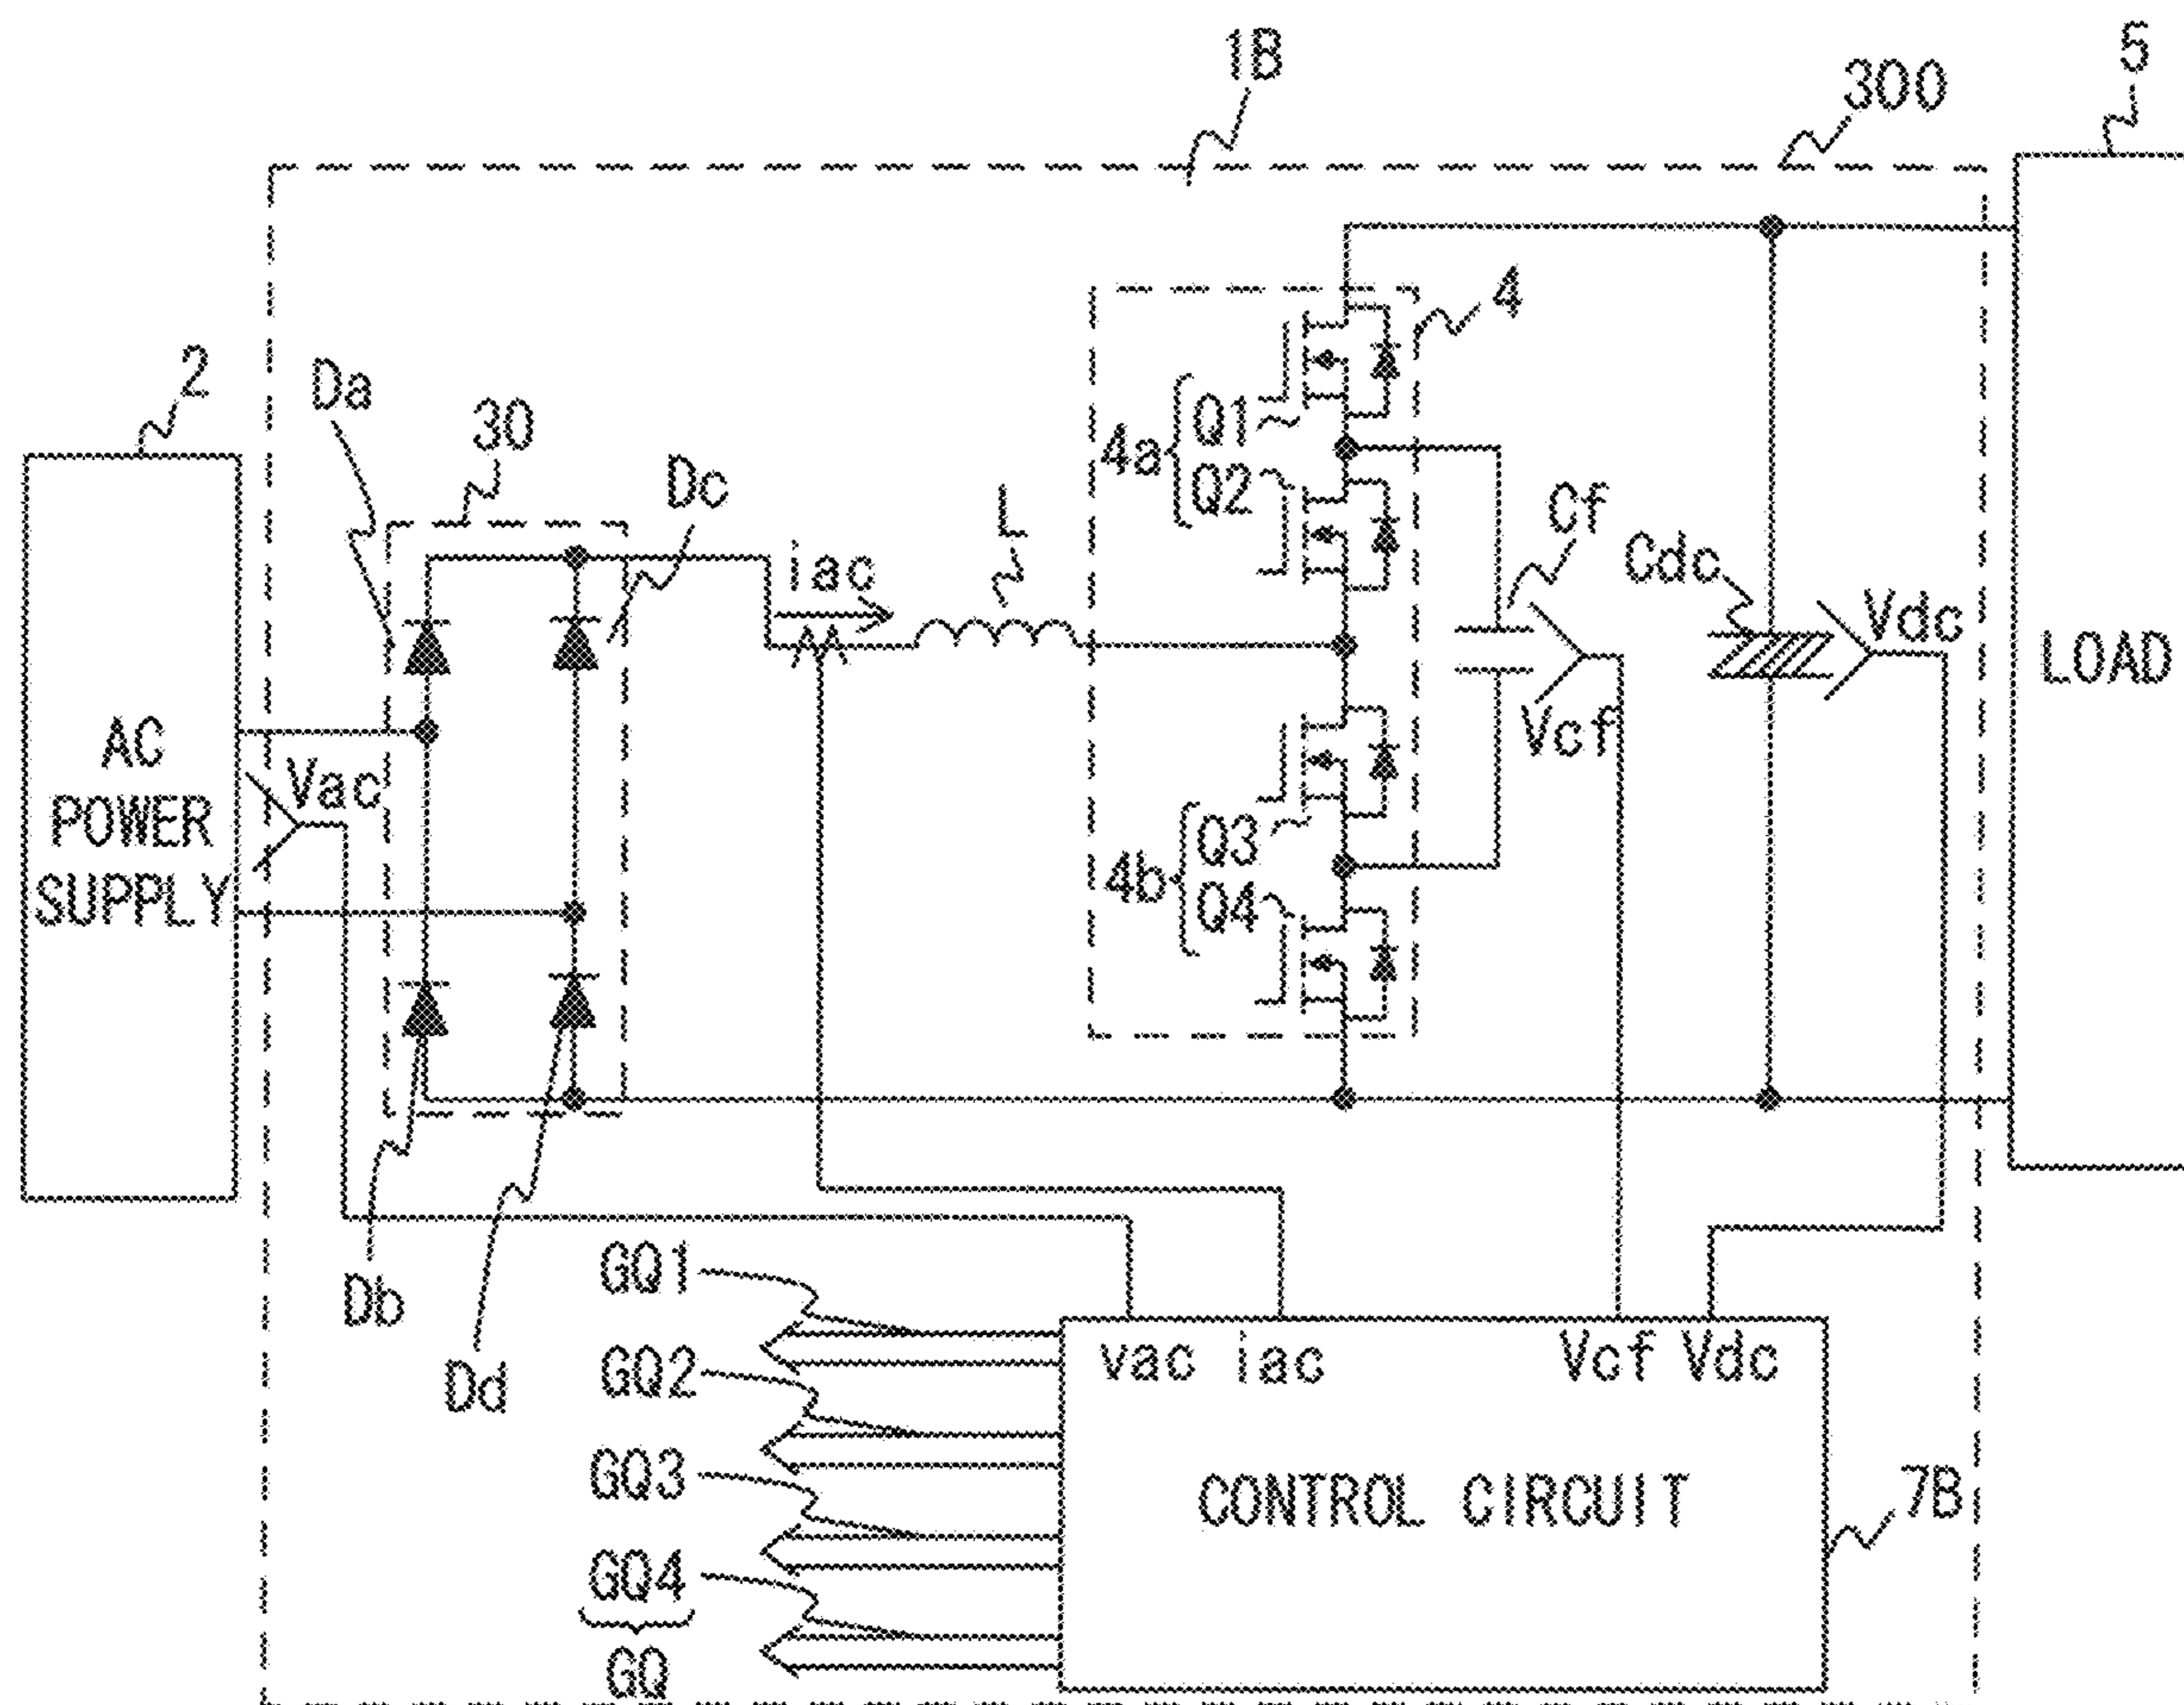 1B
300
5
2
Da
30
Dc
iac
L
4
4a
Q1
Q2
Cf
Cdc
Vdc
LOAD
AC
POWER
SUPPLY
Vac
Vcf
4b
Q3
Q4
Db
Dd
GQ1
GQ2
GQ3
GQ4
GQ
vac iac Vcf Vdc
CONTROL CIRCUIT
7B